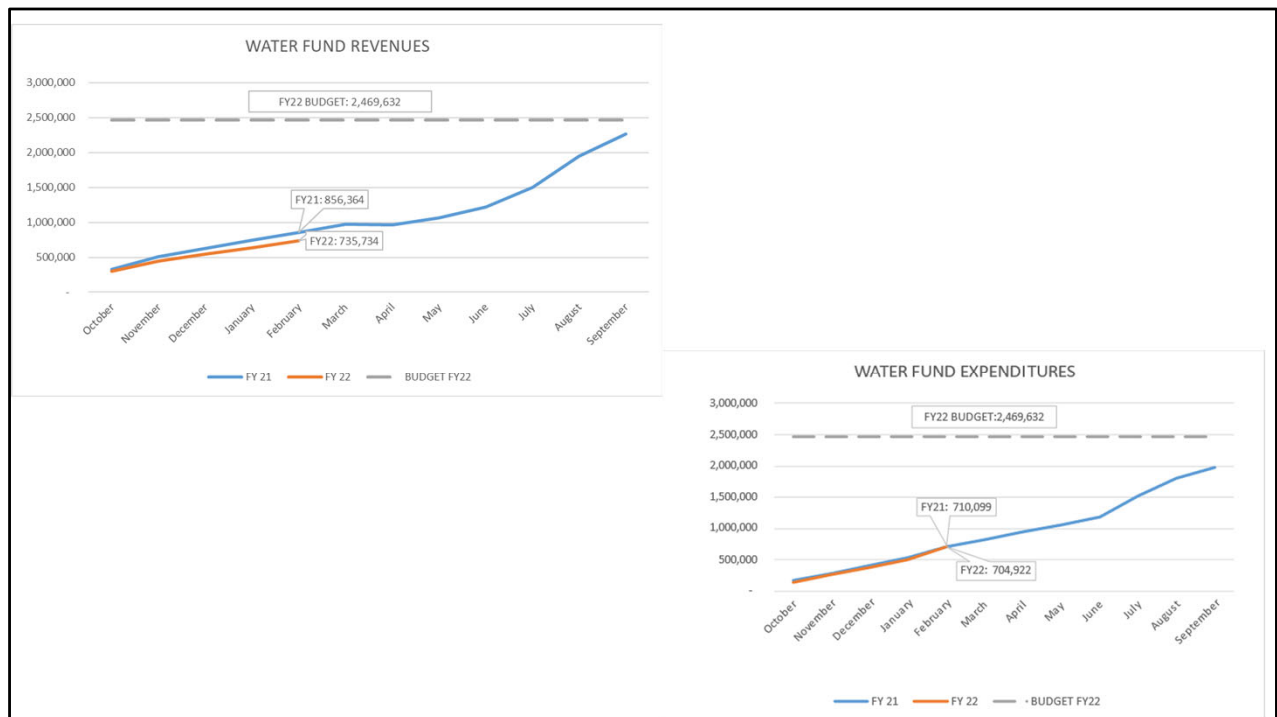 WATER FUND REVENUES
3,000,000
FY22 BUDGET: 2,469,632
2,500,000
2,000,000
1,500,000
FY21: 856,364
1,000,000
FY22: 735,734
500,000
-
October
November
December
January
February
March
April
May
June
July
August
September
FY 21
FY 22
BUDGET FY22
WATER FUND EXPENDITURES
3,000,000
FY22 BUDGET:2,469,632
2,500,000
2,000,000
1,500,000
FY21: 710,099
1,000,000
500,000
FY22: 704,922
-
October
November
December
January
February
March
April
May
June
July
August
September
FY 21
FY 22
BUDGET FY22